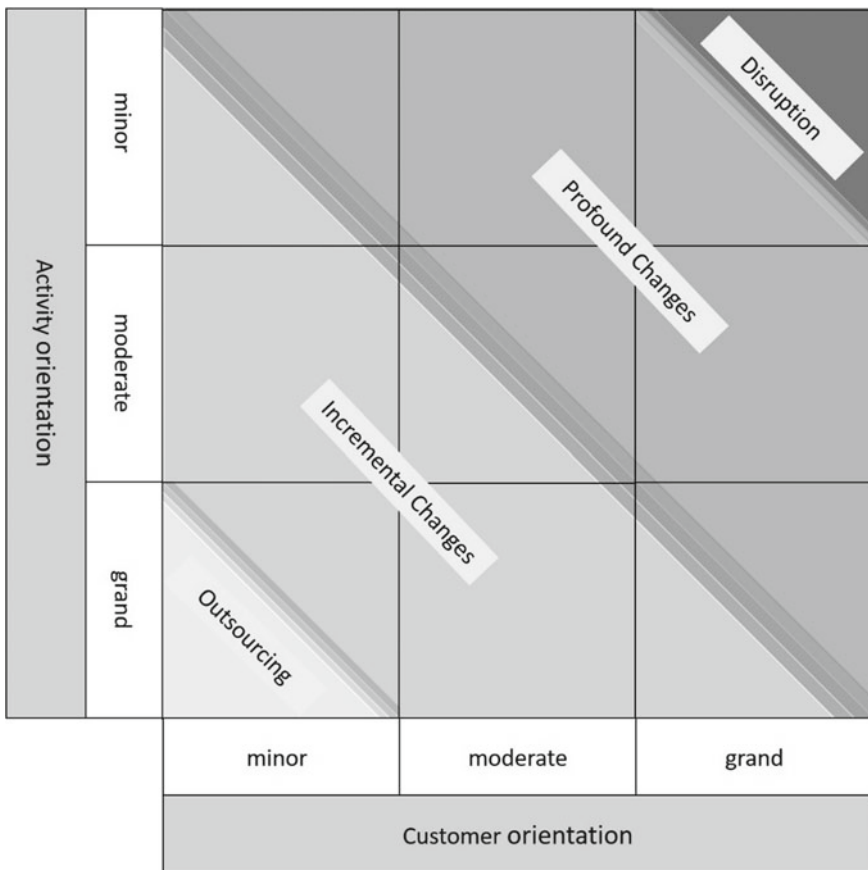 Activity orientation
minor
moderate
grand
Disruption
Profound Changes
Incremental Changes
Outsourcing
minor
moderate
grand
Customer orientation